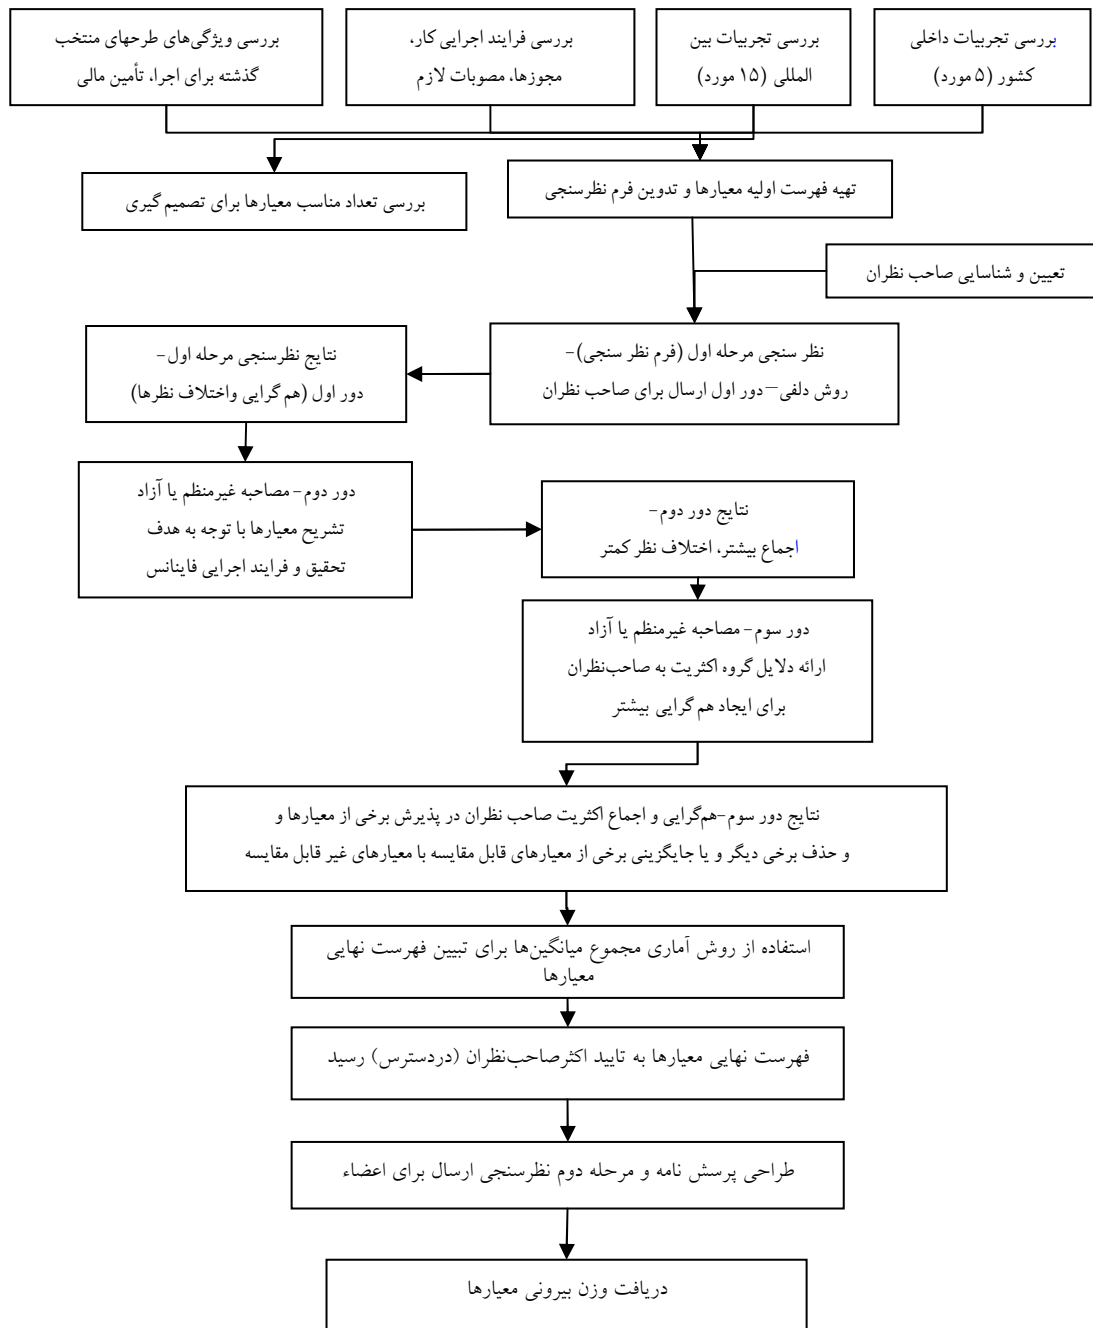 بررسی تجربیات داخلی
کشور (۵ مورد)
بررسی تجربیات بین
المللی (۱۵ مورد)
بررسی فرایند اجرایی کار،
مجوزها، مصوبات لازم
بررسی ویژگی‌های طرحهای منتخب
گذشته برای اجرا، تأمین مالی
تهیه فهرست اولیه معیارها و تدوین فرم نظرسنجی
بررسی تعداد مناسب معیارها برای تصمیم گیری
تعیین و شناسایی صاحب نظران
نظر سنجی مرحله اول (فرم نظر سنجی)-
روش دلفی–دور اول ارسال برای صاحب نظران
نتایج نظرسنجی مرحله اول-
دور اول (هم گرایی واختلاف نظرها)
دور دوم-مصاحبه غیرمنظم یا آزاد
تشریح معیارها با توجه به هدف
تحقیق و فرایند اجرایی فاینانس
نتایج دور دوم-
اجماع بیشتر، اختلاف نظر کمتر
دور سوم-مصاحبه غیرمنظم یا آزاد
ارائه دلایل گروه اکثریت به صاحب‌نظران
برای ایجاد هم گرایی بیشتر
نتایج دور سوم-هم‌گرایی و اجماع اکثریت صاحب نظران در پذیرش برخی از معیارها و
و حذف برخی دیگر و یا جایگزینی برخی از معیارهای قابل مقایسه با معیارهای غیر قابل مقایسه
استفاده از روش آماری مجموع میانگین‌ها برای تبیین فهرست نهایی
معیارها
فهرست نهایی معیارها به تایید اکثرصاحب‌نظران (دردسترس) رسید
طراحی پرسش نامه و مرحله دوم نظرسنجی ارسال برای اعضاء
دریافت وزن بیرونی معیارها